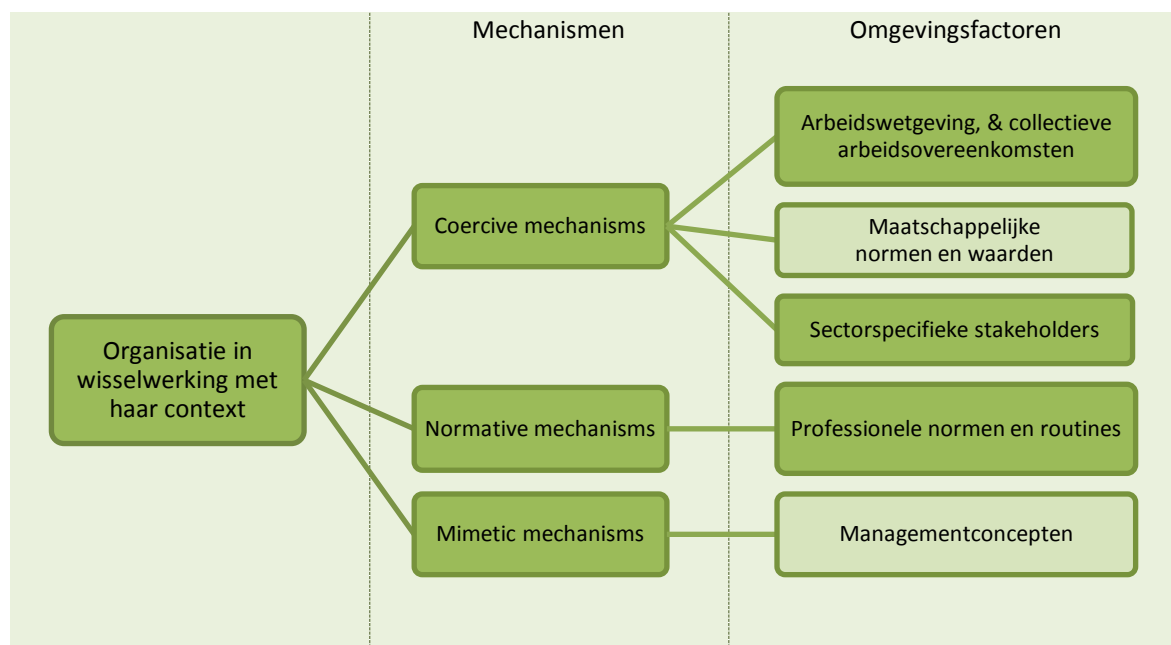 Mechanismen
Omgevingsfactoren
Organisatie in
wisselwerking met
haar context
Coercive mechanisms
Normative mechanisms
Mimetic mechanisms
Arbeidswetgeving, & collectieve
arbeidsovereenkomsten
Maatschappelijke
normen en waarden
Sectorspecifieke stakeholders
Professionele normen en routines
Managementconcepten